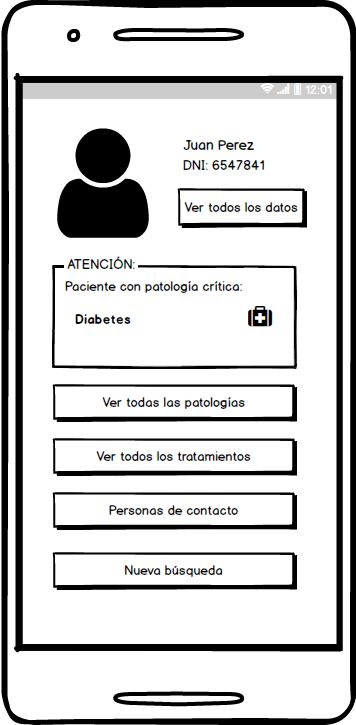 12:01
Juan Perez
DNI: 6547841
Ver todos los datos
ATENCIÓN:
Paciente con patología crítica:
Diabetes
Ver todas las patologías
Ver todos los tratamientos
Personas de contacto
Nueva búsqueda